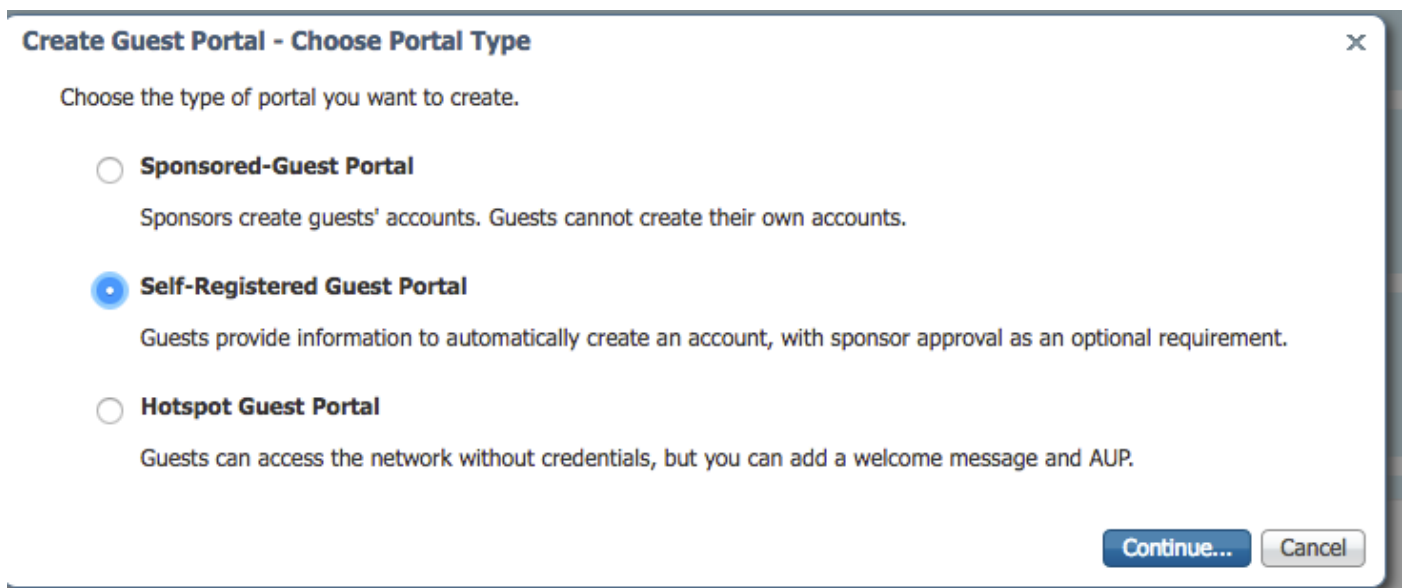 Create Guest Portal - Choose Portal Type
Choose the type of portal you want to create.
Sponsored-Guest Portal
Sponsors create guests' accounts. Guests cannot create their own accounts.
Self-Registered Guest Portal
Guests provide information to automatically create an account, with sponsor approval as an optional requirement.
Hotspot Guest Portal
Guests can access the network without credentials, but you can add a welcome message and AUP.
Continue... Cancel